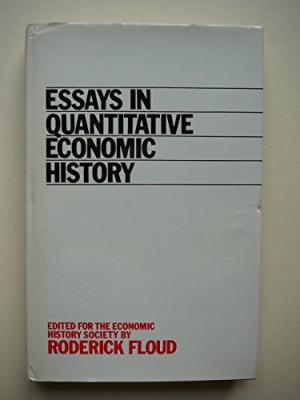 ESSAYS IN
QUANTITATIVE
ECONOMIC
HISTORY
EDITED FOR THE ECONOMIC
HISTORY SOCIETY BY
RODERICK FLOUD